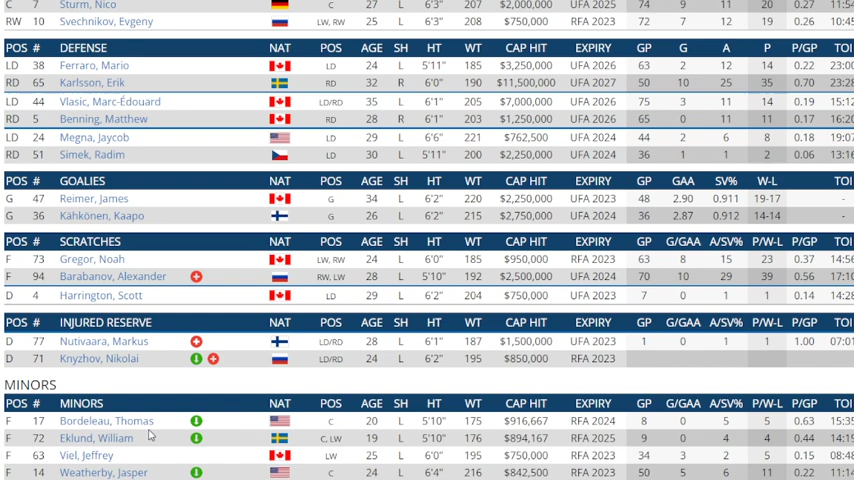 C 7 Sturm, Nico C 27 L 6'3" 207 $2,000,000 UFA 2025 74 9 11 20 0.27 14:
RW 10 Svechnikov, Evgeny LW, RW 25 L 6'3" 208 $750,000 UFA 2023 72 7 12 19 0.26 10:45
POS # DEFENSE NAT POS AGE SH HT WT CAP HIT EXPIRY GP G A P P/GP TOI
LD 38 Ferraro, Mario LD 24 L 5'11" 185 $3,250,000 UFA 2026 63 2 12 14 0.22 23:00
RD 65 Karlsson, Erik RD 32 R 6'0" 190 $11,500,000 UFA 2027 50 10 25 35 0.70 23:28
LD 44 Vlasic, Marc-Édouard LD/RD 35 L 6'1" 205 $7,000,000 UFA 2026 75 3 11 14 0.19 15:12
RD 5 Benning, Matthew RD 28 R 6'1" 203 $1,250,000 UFA 2026 65 0 11 11 0.17 16:20
LD 24 Megna, Jaycob LD 29 L 6'6" 221 $762,500 UFA 2024 44 2 6 8 0.18 19:07
RD 51 Simek, Radim LD 30 L 5'11" 200 $2,250,000 UFA 2024 36 1 1 2 0.06 13:16
POS # GOALIES NAT POS AGE SH HT WT CAP HIT EXPIRY GP GAA SV% W-L TOI
G 47 Reimer, James G 34 L 6'2" 220 $2,250,000 UFA 2023 48 2.90 0.911 19-17 -
G 36 Kähkönen, Kaapo G 26 L 6'2" 215 $2,750,000 UFA 2024 36 2.87 0.912 14-14 -
POS # SCRATCHES NAT POS AGE SH HT WT CAP HIT EXPIRY GP G/GAA A/SV% P/W-L P/GP TOI
F 73 Gregor, Noah LW, RW 24 L 6'0" 185 $950,000 RFA 2023 63 8 15 23 0.37 14:56
F 94 Barabanov, Alexander RW, LW 28 L 5'10" 192 $2,500,000 UFA 2024 70 10 29 39 0.56 17:10
D 4 Harrington, Scott LD 29 L 6'2" 204 $750,000 UFA 2023 7 0 1 1 0.14 14:28
POS # INJURED RESERVE NAT POS AGE SH HT WT CAP HIT EXPIRY GP G/GAA A/SV% P/W-L P/GP TOI
D 77 Nutivaara, Markus LD/RD 28 L 6'1" 187 $1,500,000 UFA 2023 1 0 1 1 1.00 07:01
D 71 Knyzhov, Nikolai LD/RD 24 L 6'2" 195 $850,000 RFA 2023
MINORS
POS # MINORS NAT POS AGE SH HT WT CAP HIT EXPIRY GP G/GAA A/SV% P/W-L P/GP TOI
F 17 Bordeleau, Thomas C 20 L 5'10" 175 $916,667 RFA 2024 8 0 5 5 0.63 15:35
F 72 Eklund, William C, LW 19 L 5'10" 176 $894,167 RFA 2025 9 0 4 4 0.44 14:19
F 63 Viel, Jeffrey LW 25 L 6'0" 195 $750,000 RFA 2023 34 3 2 5 0.15 08:48
F 14 Weatherby, Jasper C 24 L 6'4" 216 $842,500 RFA 2023 50 5 6 11 0.22 11:14